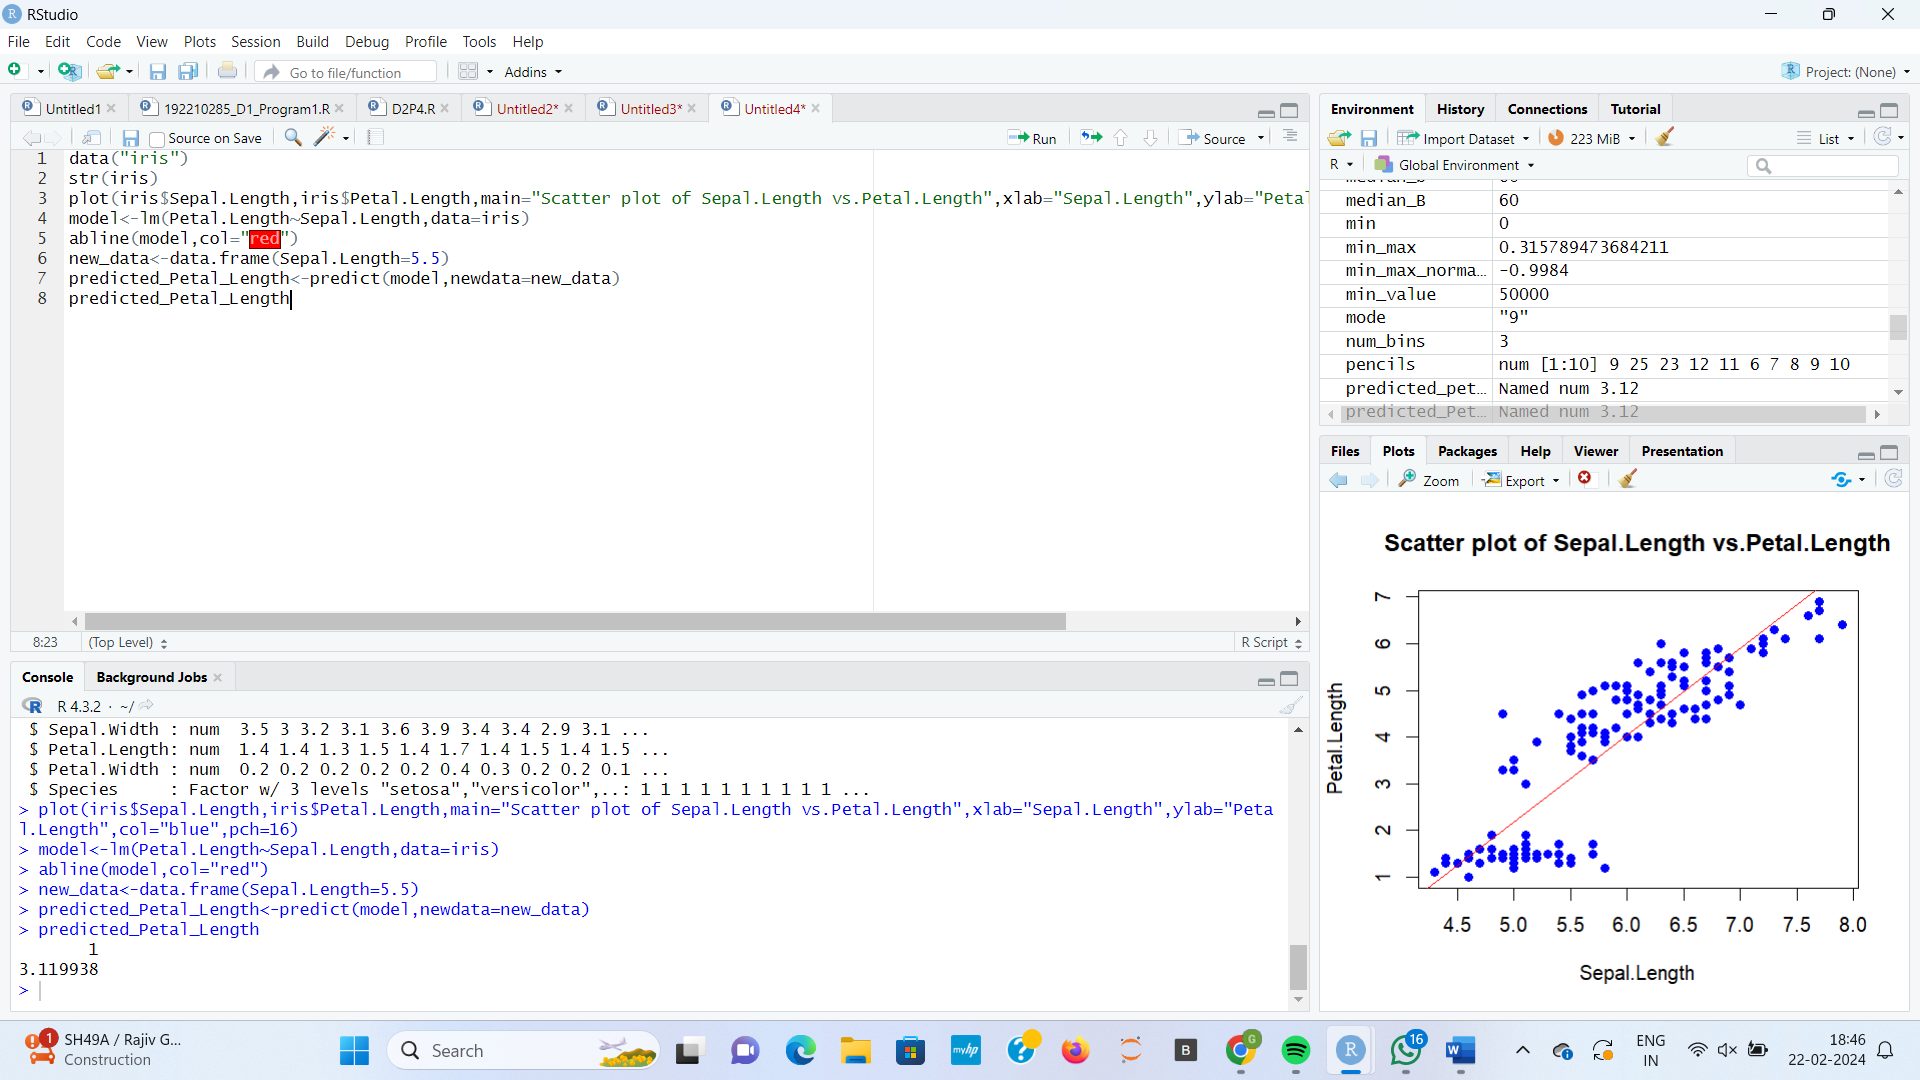 RStudio
File Edit Code View Plots Session Build Debug Profile Tools Help
Go to file/function Addins Project: (None)
Untitled1 192210285_D1_Program1.R D2P4.R Untitled2* Untitled3* Untitled4*
Source on Save Run Source
1 data("iris")
2 str(iris)
3 plot(iris$Sepal.Length,iris$Petal.Length,main="Scatter plot of Sepal.Length vs.Petal.Length",xlab="Sepal.Length",ylab="Petal
4 model<-lm(Petal.Length~Sepal.Length,data=iris)
5 abline(model,col="red")
6 new_data<-data.frame(Sepal.Length=5.5)
7 predicted_Petal_Length<-predict(model,newdata=new_data)
8 predicted_Petal_Length
8:23 (Top Level) R Script
Console Background Jobs
R 4.3.2 · ~/
$ Sepal.Width : num 3.5 3 3.2 3.1 3.6 3.9 3.4 3.4 2.9 3.1 ...
$ Petal.Length: num 1.4 1.4 1.3 1.5 1.4 1.7 1.4 1.5 1.4 1.5 ...
$ Petal.Width : num 0.2 0.2 0.2 0.2 0.2 0.4 0.3 0.2 0.2 0.1 ...
$ Species : Factor w/ 3 levels "setosa","versicolor",..: 1 1 1 1 1 1 1 1 1 1 ...
> plot(iris$Sepal.Length,iris$Petal.Length,main="Scatter plot of Sepal.Length vs.Petal.Length",xlab="Sepal.Length",ylab="Peta
l.Length",col="blue",pch=16)
> model<-lm(Petal.Length~Sepal.Length,data=iris)
> abline(model,col="red")
> new_data<-data.frame(Sepal.Length=5.5)
> predicted_Petal_Length<-predict(model,newdata=new_data)
> predicted_Petal_Length
1
3.119938
>
Environment History Connections Tutorial
Import Dataset 223 MiB List
R Global Environment
median_B 60
min 0
min_max 0.315789473684211
min_max_norma… -0.9984
min_value 50000
mode "9"
num_bins 3
pencils num [1:10] 9 25 23 12 11 6 7 8 9 10
predicted_pet… Named num 3.12
predicted_Pet… Named num 3.12
Files Plots Packages Help Viewer Presentation
Zoom Export
Scatter plot of Sepal.Length vs.Petal.Length
7
6
5
4
3
2
1
Petal.Length
4.5 5.0 5.5 6.0 6.5 7.0 7.5 8.0
Sepal.Length
1 SH49A / Rajiv G...
Construction
Search
myhp
B
G
R
16
W
ENG
IN
18:46
22-02-2024